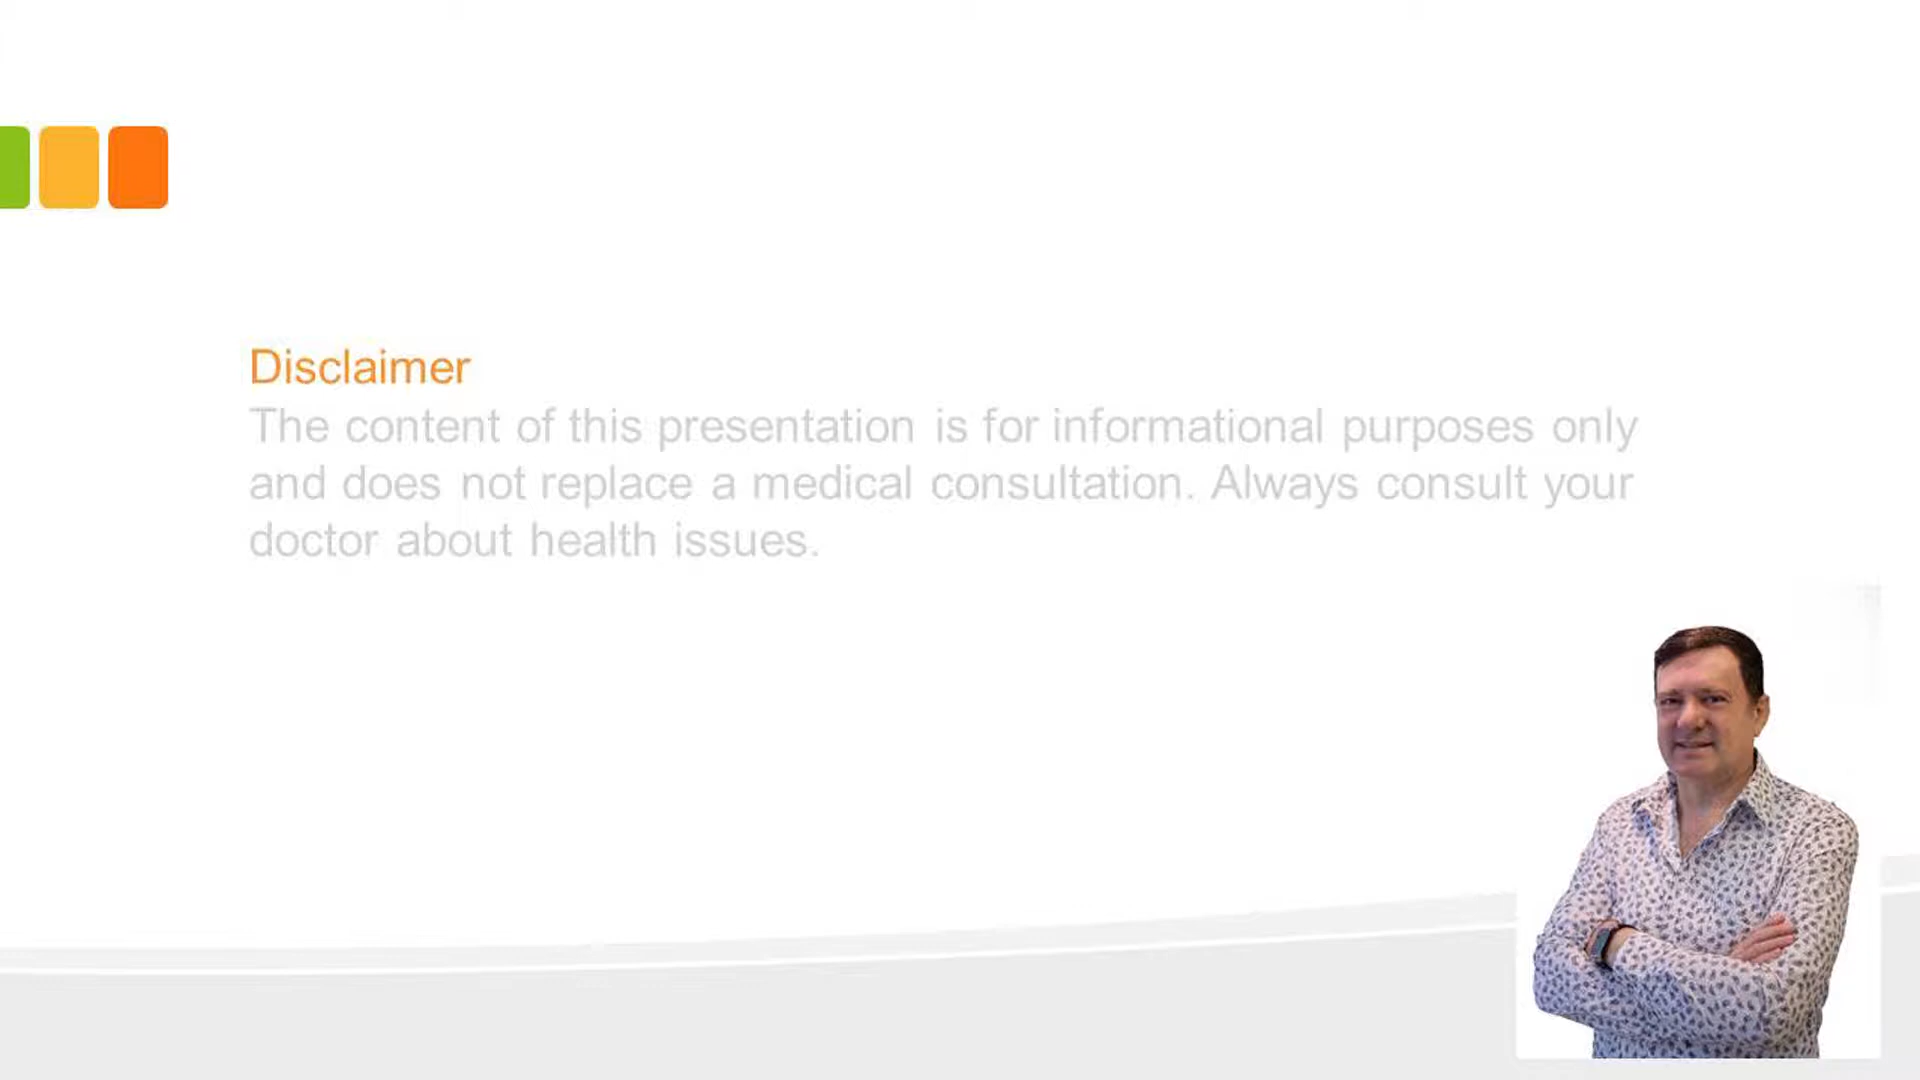 Disclaimer
The content of this presentation is for informational purposes only
and does not replace a medical consultation. Always consult your
doctor about health issues.